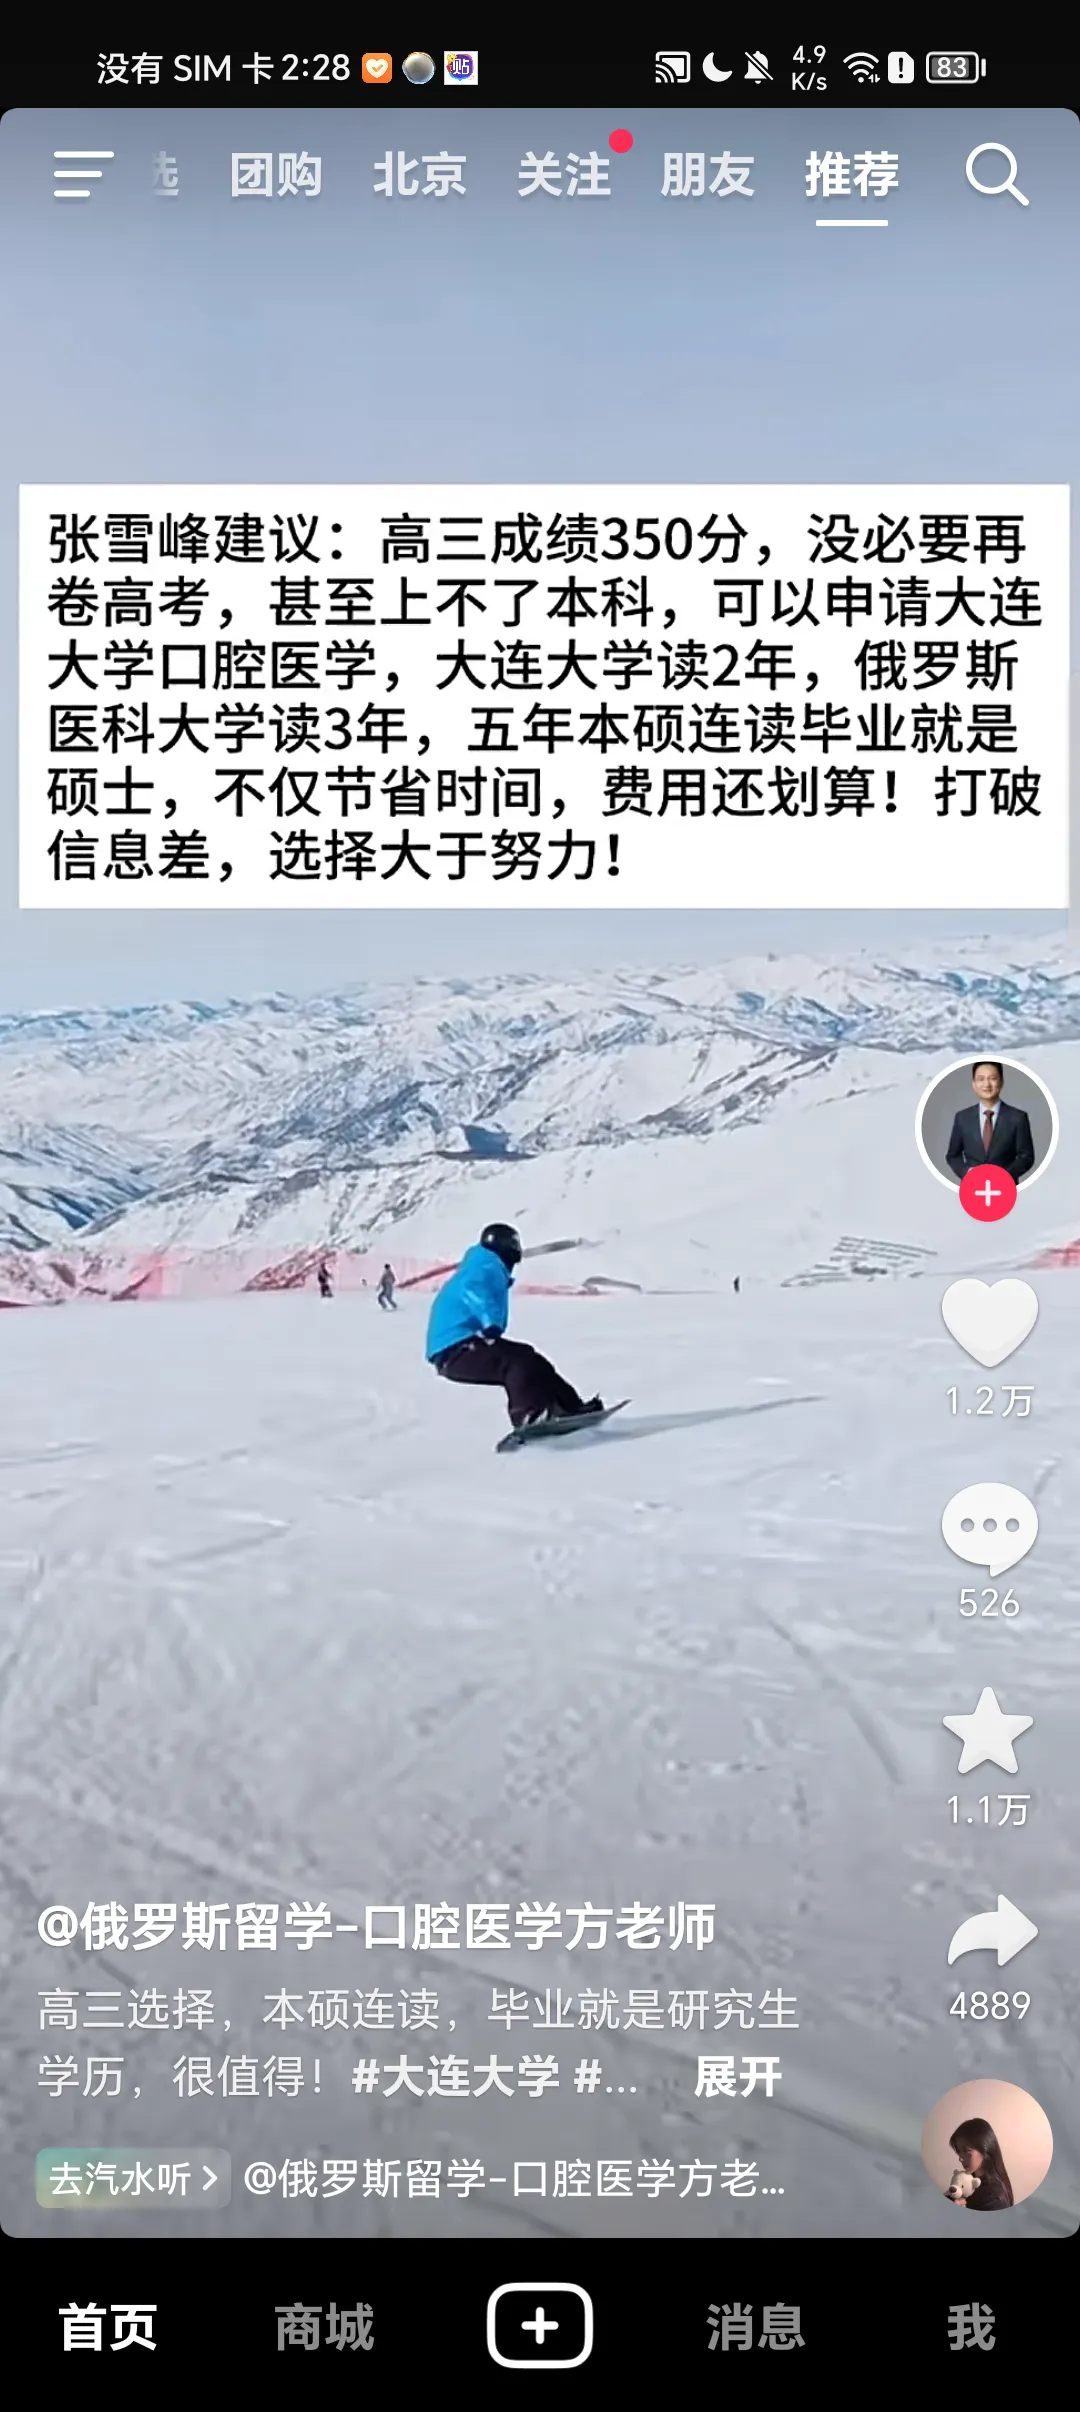 没有 SIM 卡 2:28 贴 4.9 K/s 83
选 团购 北京 关注 朋友 推荐
张雪峰建议：高三成绩350分，没必要再
卷高考，甚至上不了本科，可以申请大连
大学口腔医学，大连大学读2年，俄罗斯
医科大学读3年，五年本硕连读毕业就是
硕士，不仅节省时间，费用还划算！打破
信息差，选择大于努力！
1.2万
526
1.1万
4889
@俄罗斯留学-口腔医学方老师
高三选择，本硕连读，毕业就是研究生
学历，很值得！#大连大学 #... 展开
去汽水听 > @俄罗斯留学-口腔医学方老...
首页 商城 消息 我